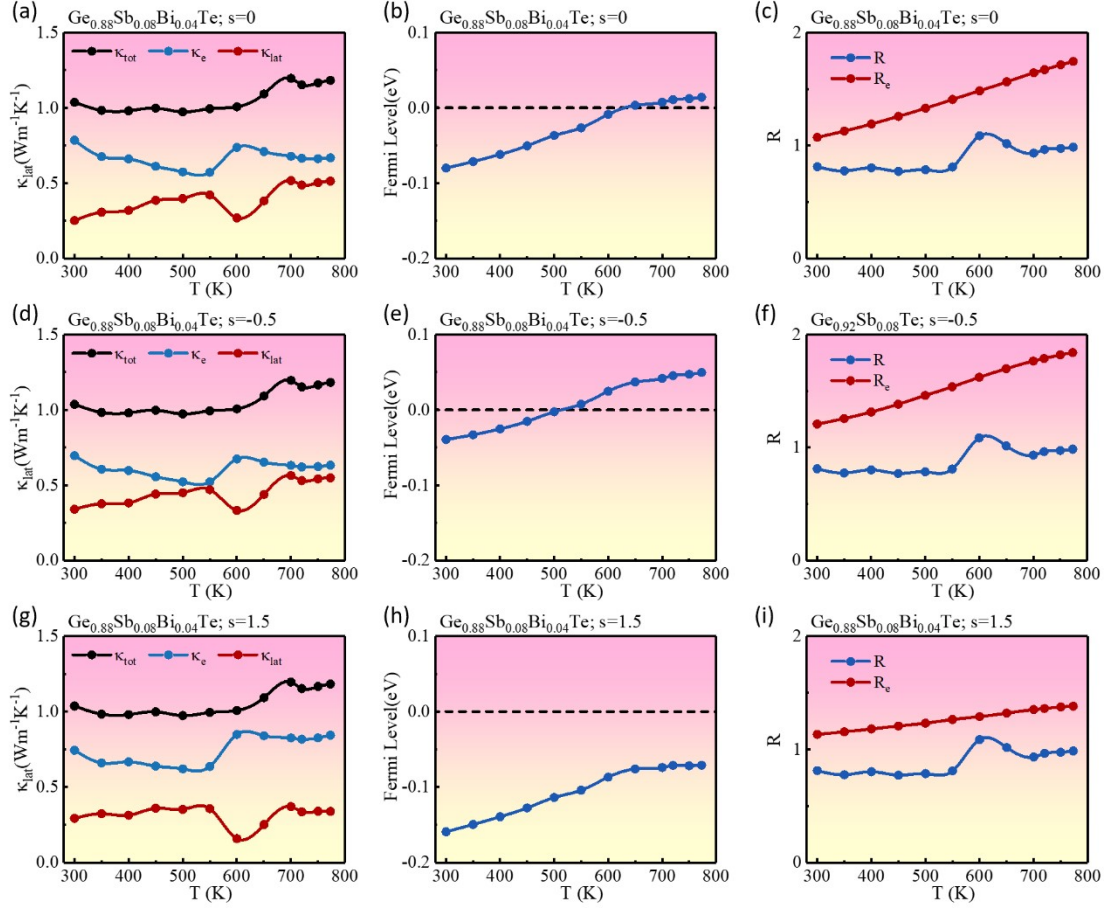 (a) Ge0.88Sb0.08Bi0.04Te; s=0
κtot κe κlat
κlat(Wm-1K-1)
1.5
1.0
0.5
0.0
300 400 500 600 700 800
T (K)
(b) Ge0.88Sb0.08Bi0.04Te; s=0
Fermi Level(eV)
0.1
0.0
-0.1
-0.2
300 400 500 600 700 800
T (K)
(c) Ge0.88Sb0.08Bi0.04Te; s=0
R
Re
R
2
1
0
300 400 500 600 700 800
T (K)
(d) Ge0.88Sb0.08Bi0.04Te; s=-0.5
κtot κe κlat
κlat(Wm-1K-1)
1.5
1.0
0.5
0.0
300 400 500 600 700 800
T (K)
(e) Ge0.88Sb0.08Bi0.04Te; s=-0.5
Fermi Level(eV)
0.1
0.0
-0.1
-0.2
300 400 500 600 700 800
T (K)
(f) Ge0.92Sb0.08Te; s=-0.5
R
Re
R
2
1
0
300 400 500 600 700 800
T (K)
(g) Ge0.88Sb0.08Bi0.04Te; s=1.5
κtot κe κlat
κlat(Wm-1K-1)
1.5
1.0
0.5
0.0
300 400 500 600 700 800
T (K)
(h) Ge0.88Sb0.08Bi0.04Te; s=1.5
Fermi Level(eV)
0.1
0.0
-0.1
-0.2
300 400 500 600 700 800
T (K)
(i) Ge0.88Sb0.08Bi0.04Te; s=1.5
R
Re
R
2
1
0
300 400 500 600 700 800
T (K)